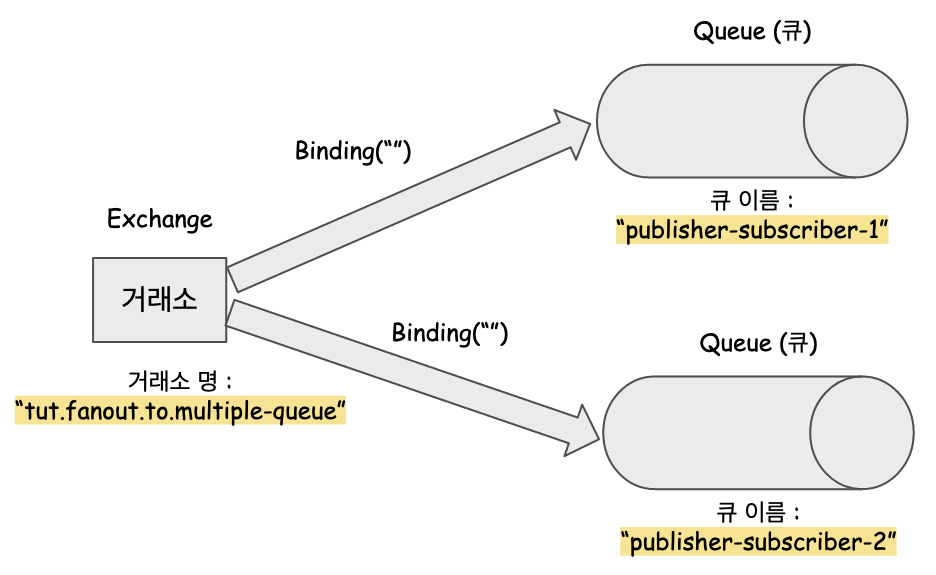 Queue (큐)
Binding(“”)
큐 이름 :
“publisher-subscriber-1”
Exchange
거래소
Binding(“”)
Queue (큐)
거래소 명 :
“tut.fanout.to.multiple-queue”
큐 이름 :
“publisher-subscriber-2”